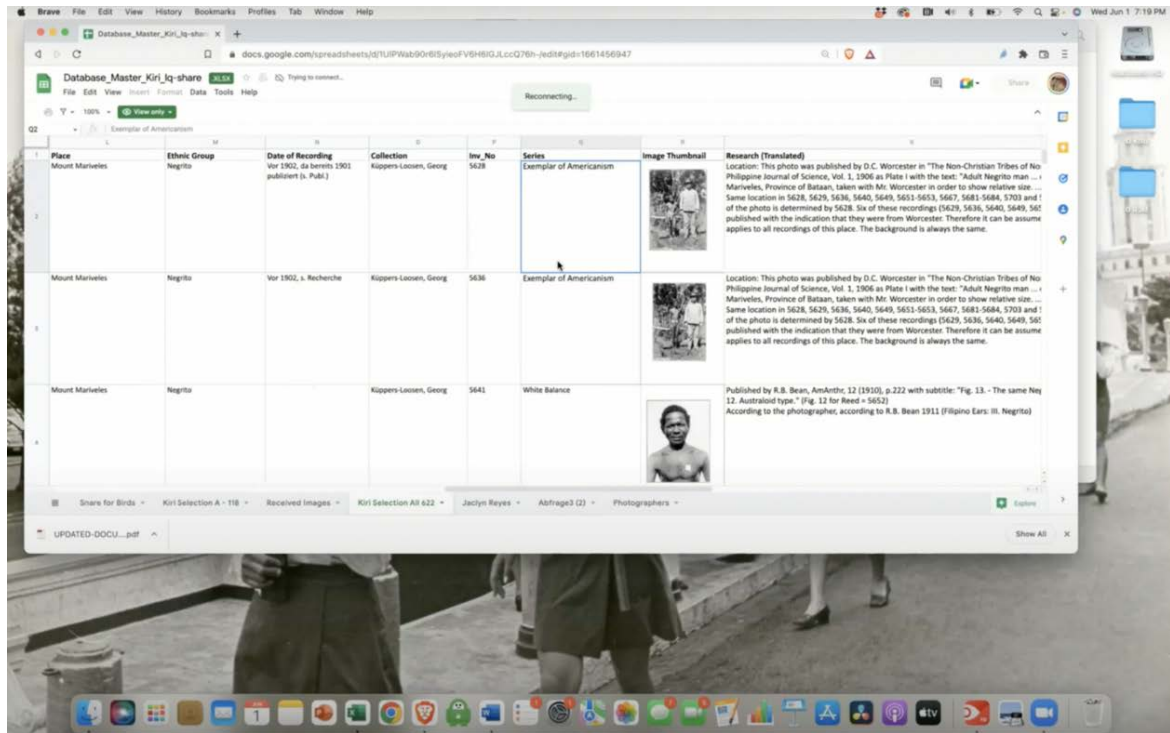 Brave File Edit View History Bookmarks Profiles Tab Window Help Wed Jun 1 7:19 PM
Database_Master_Kiri_Iq-share
Database_Master_Kiri_Iq-share .XLSX Trying to connect...
File Edit View Insert Format Data Tools Help
Reconnecting...
Share
100% View only
Q2 Exemplar of Americanism
Place Ethnic Group Date of Recording Collection Inv_No Series Image Thumbnail Research (Translated)
Mount Mariveles Negrito Vor 1902, da bereits 1901 Küppers-Loosen, Georg 5628 Exemplar of Americanism Location: This photo was published by D.C. Worcester in "The Non-Christian Tribes of No
publiziert (s. Publ.) Philippine Journal of Science, Vol. 1, 1906 as Plate I with the text: "Adult Negrito man ...
Mariveles, Province of Bataan, taken with Mr. Worcester in order to show relative size. ...
Same location in 5628, 5629, 5636, 5640, 5649, 5651-5653, 5667, 5681-5684, 5703 and
of the photo is determined by 5628. Six of these recordings (5629, 5636, 5640, 5649, 565
published with the indication that they were from Worcester. Therefore it can be assume
applies to all recordings of this place. The background is always the same.
Mount Mariveles Negrito Vor 1902, s. Recherche Küppers-Loosen, Georg 5636 Exemplar of Americanism Location: This photo was published by D.C. Worcester in "The Non-Christian Tribes of No
Philippine Journal of Science, Vol. 1, 1906 as Plate I with the text: "Adult Negrito man ...
Mariveles, Province of Bataan, taken with Mr. Worcester in order to show relative size. ...
Same location in 5628, 5629, 5636, 5640, 5649, 5651-5653, 5667, 5681-5684, 5703 and
of the photo is determined by 5628. Six of these recordings (5629, 5636, 5640, 5649, 565
published with the indication that they were from Worcester. Therefore it can be assume
applies to all recordings of this place. The background is always the same.
Mount Mariveles Negrito Küppers-Loosen, Georg 5641 White Balance Published by R.B. Bean, AmAnthr, 12 (1910), p.222 with subtitle: "Fig. 13. - The same Neg
12. Australoid type." (Fig. 12 for Reed = 5652)
According to the photographer, according to R.B. Bean 1911 (Filipino Ears: III. Negrito)
Snare for Birds Kiri Selection A - 118 Received Images Kiri Selection All 622 Jaclyn Reyes Abfrage3 (2) Photographers Explore
UPDATED-DOCU....pdf Show All
1
tv